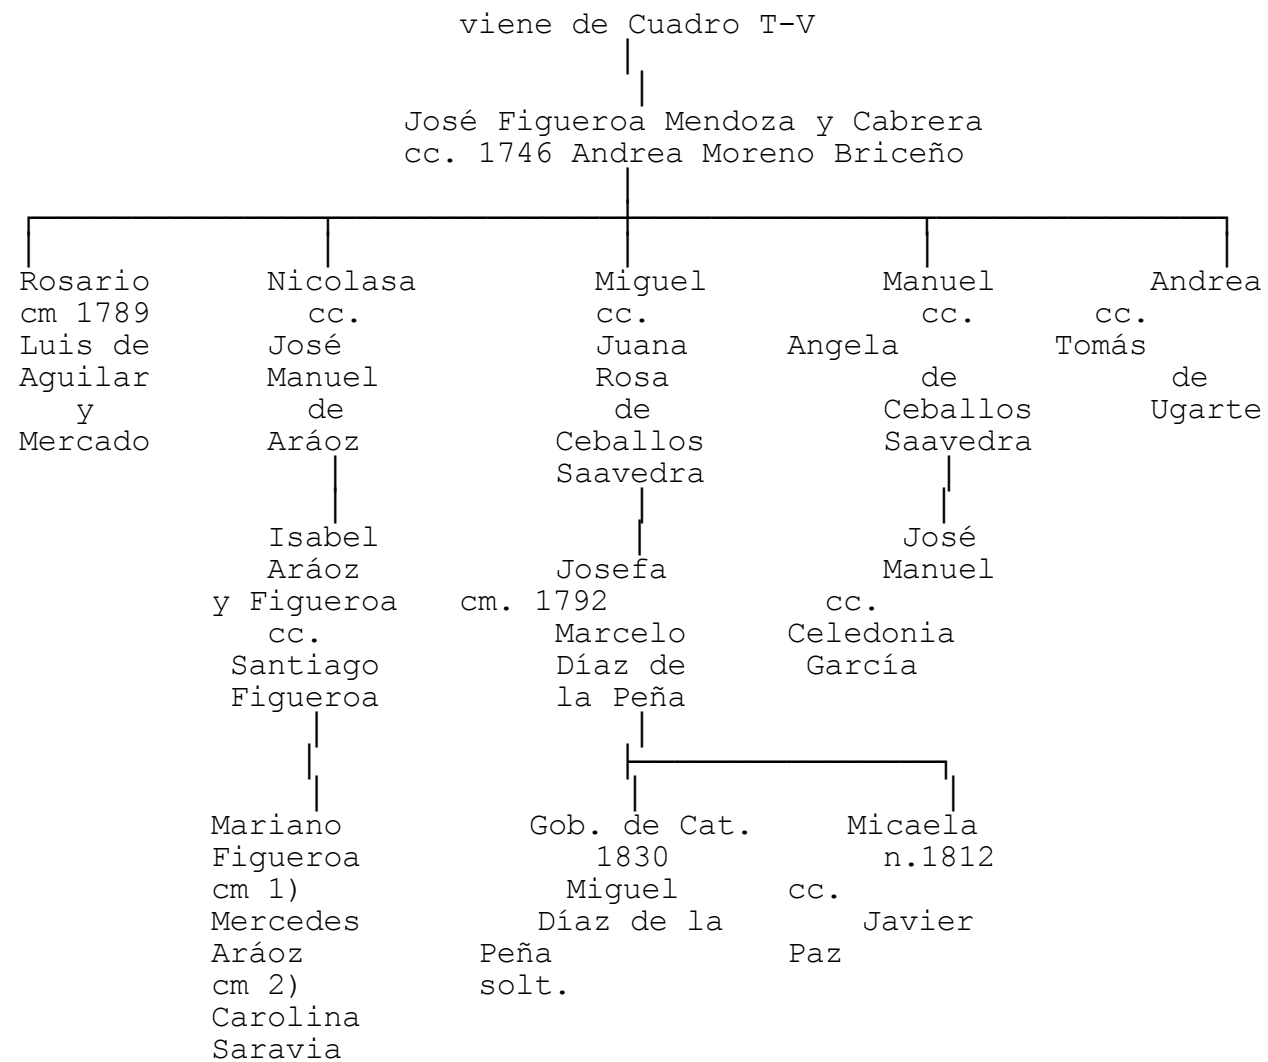 viene de Cuadro T-V
José Figueroa Mendoza y Cabrera
cc. 1746 Andrea Moreno Briceño
Rosario Nicolasa Miguel Manuel Andrea
cm 1789 cc. cc. cc. cc.
Luis de José Juana Angela Tomás
Aguilar Manuel Rosa de de
y de de Ceballos Ugarte
Mercado Aráoz Ceballos Saavedra
Saavedra
Isabel José
Aráoz Josefa Manuel
y Figueroa cm. 1792 cc.
cc. Marcelo Celedonia
Santiago Díaz de García
Figueroa la Peña
Mariano Gob. de Cat. Micaela
Figueroa 1830 n.1812
cm 1) Miguel cc.
Mercedes Díaz de la Javier
Aráoz Peña Paz
cm 2) solt.
Carolina
Saravia